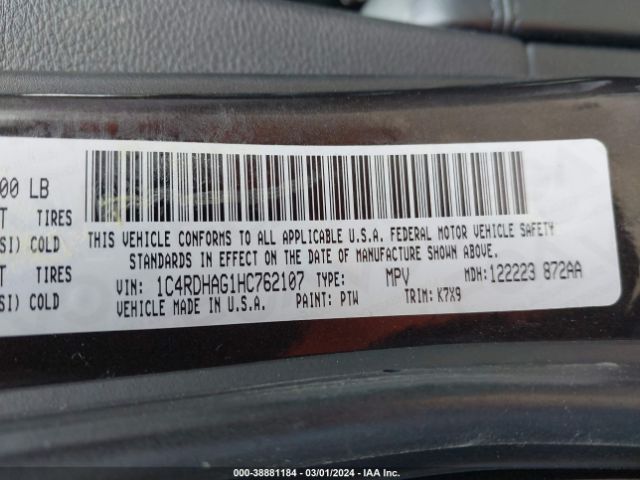 00 LB
T TIRES
SI) COLD
T TIRES
SI) COLD
THIS VEHICLE CONFORMS TO ALL APPLICABLE U.S.A. FEDERAL MOTOR VEHICLE SAFETY
STANDARDS IN EFFECT ON THE DATE OF MANUFACTURE SHOWN ABOVE.
VIN: 1C4RDHAG1HC762107 TYPE: MPV MDH:122223 872AA
VEHICLE MADE IN U.S.A. PAINT: PTW TRIM: K7X9
000-38881184 - 03/01/2024 - IAA Inc.